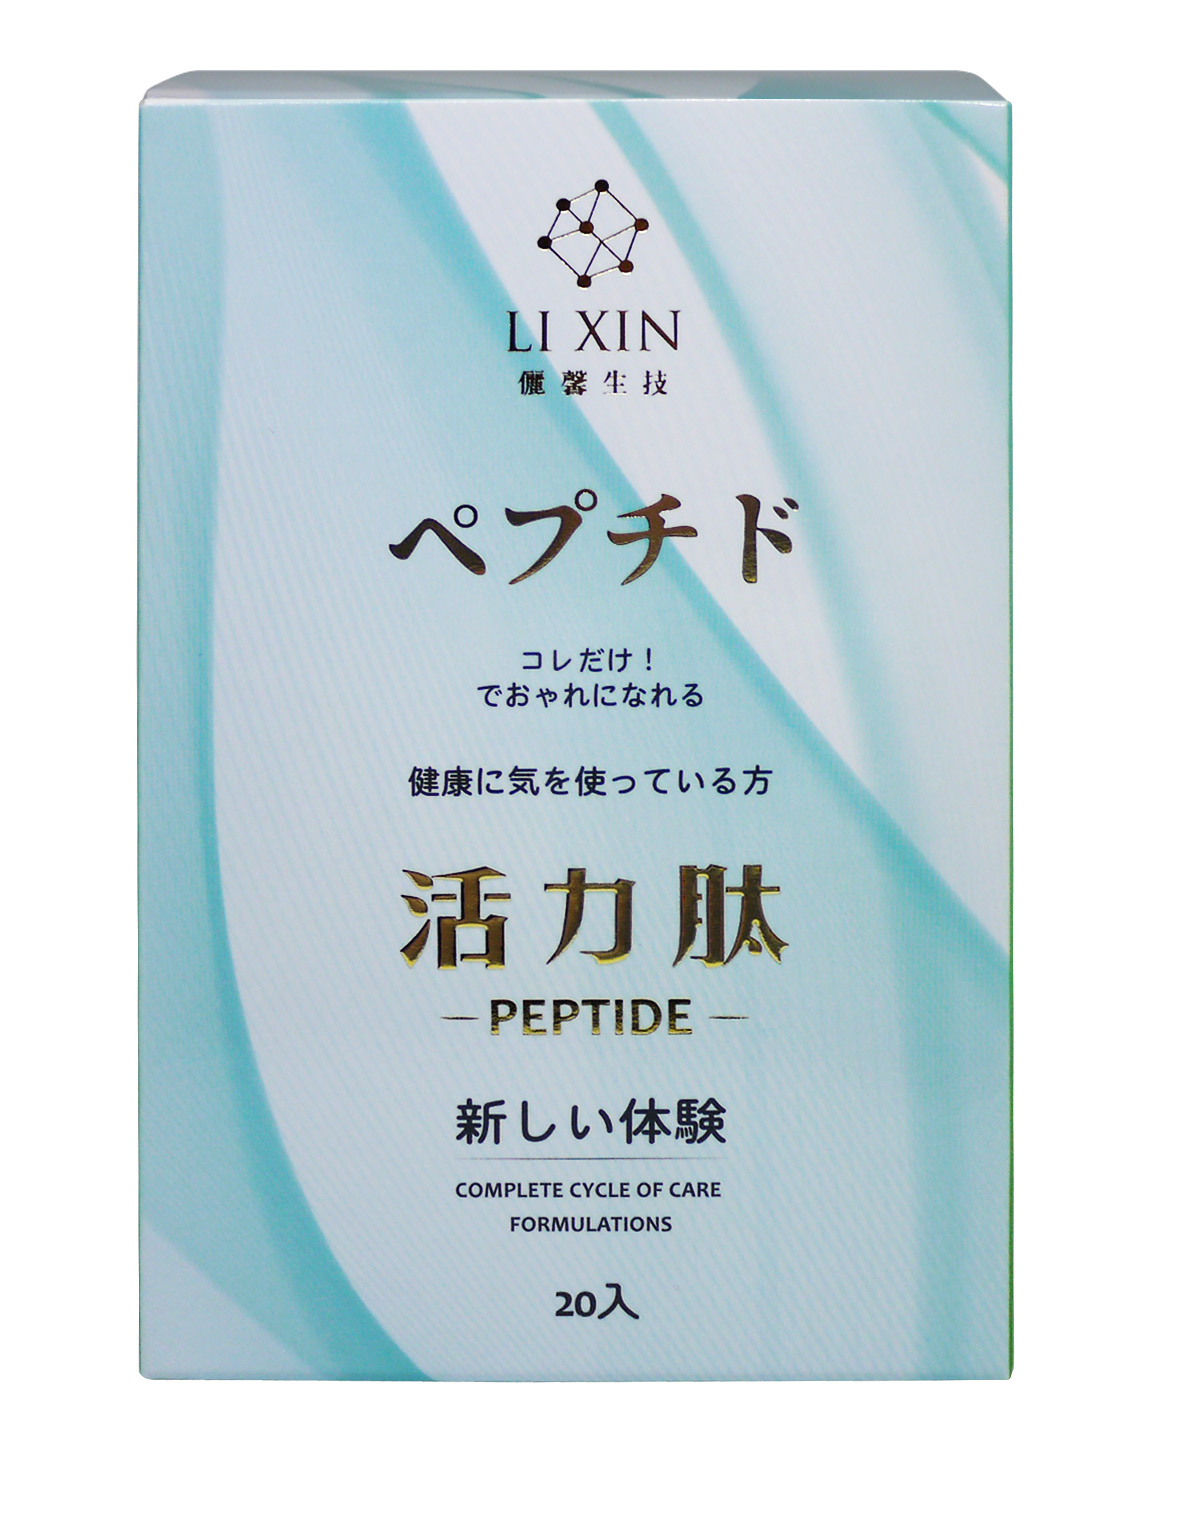 LI XIN
儷馨生技
ペプチド
コレだけ！
でおゃれになれる
健康に気を使っている方
活力肽
PEPTIDE
新しい体験
COMPLETE CYCLE OF CARE
FORMULATIONS
20入